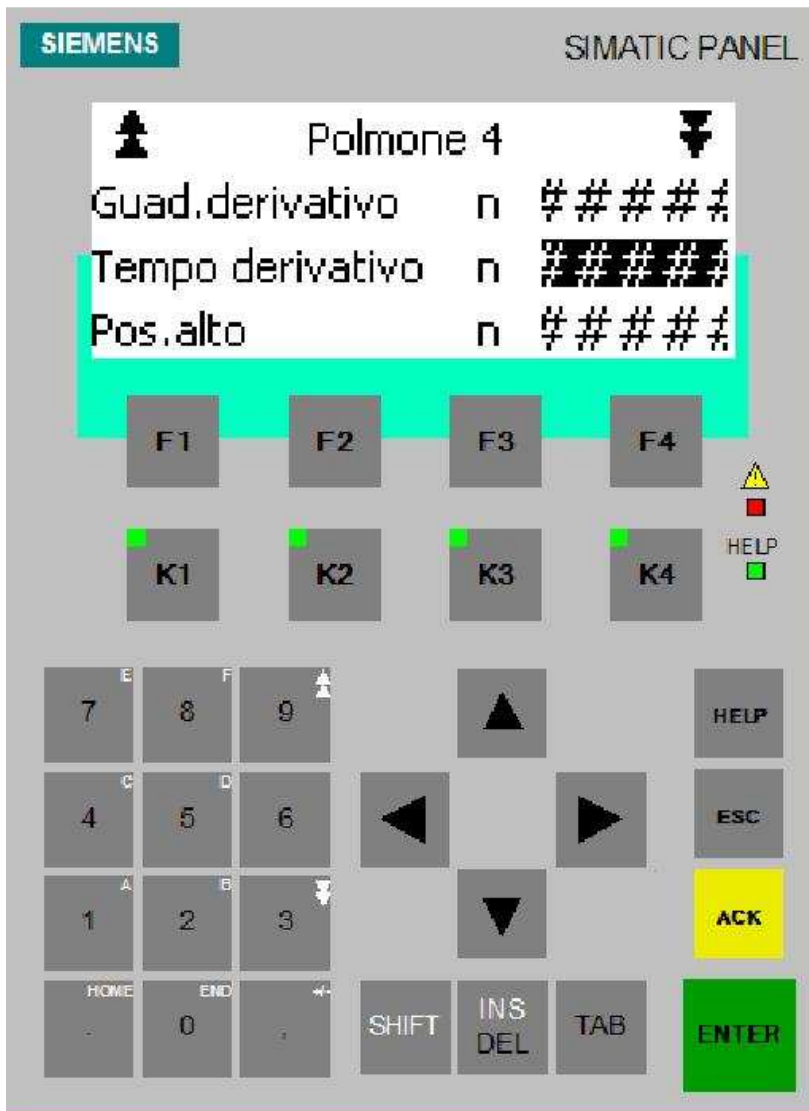 SIEMENS SIMATIC PANEL
Polmone 4
Guad.derivativo n #####
Tempo derivativo n #####
Pos.alto n #####
F1 F2 F3 F4
K1 K2 K3 K4
HELP
E F
7 8 9 HELP
C D
4 5 6 ESC
A B
1 2 3 ACK
HOME END +/-
. 0 , SHIFT INS DEL TAB ENTER